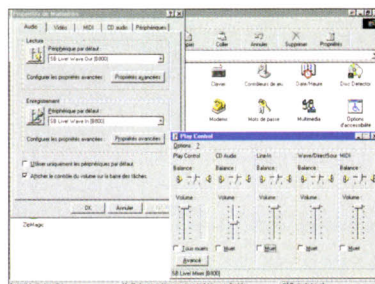 Propriétés de Multimédia
Audio
Vidéo
MIDI
CD audio
Périphériques
Lecture
Périphérique par défaut :
SB Live! Wave Out [B800]
Configurer les propriétés avancées :
Propriétés avancées
Enregistrement
Périphérique par défaut :
SB Live! Wave In [B800]
Configurer les propriétés avancées :
Propriétés avancées
Utiliser uniquement les périphériques par défaut
Afficher le contrôle du volume sur la barre des tâches
OK
Annuler
Coller
Annuler
Supprimer
Propriétés
Clavier
Contrôleurs de jeu
Date/Heure
Disc Detector
Modems
Mots de passe
Multimédia
Options d'accessibilité
Play Control
Options ?
Play Control
CD Audio
Line-In
Wave/DirectSou
MIDI
Balance :
Balance :
Balance :
Balance :
Balance :
Volume :
Volume :
Volume :
Volume :
Volume :
Tous muets
Muet
Muet
Muet
Muet
Avancé
SB Live! Mixer [B800]